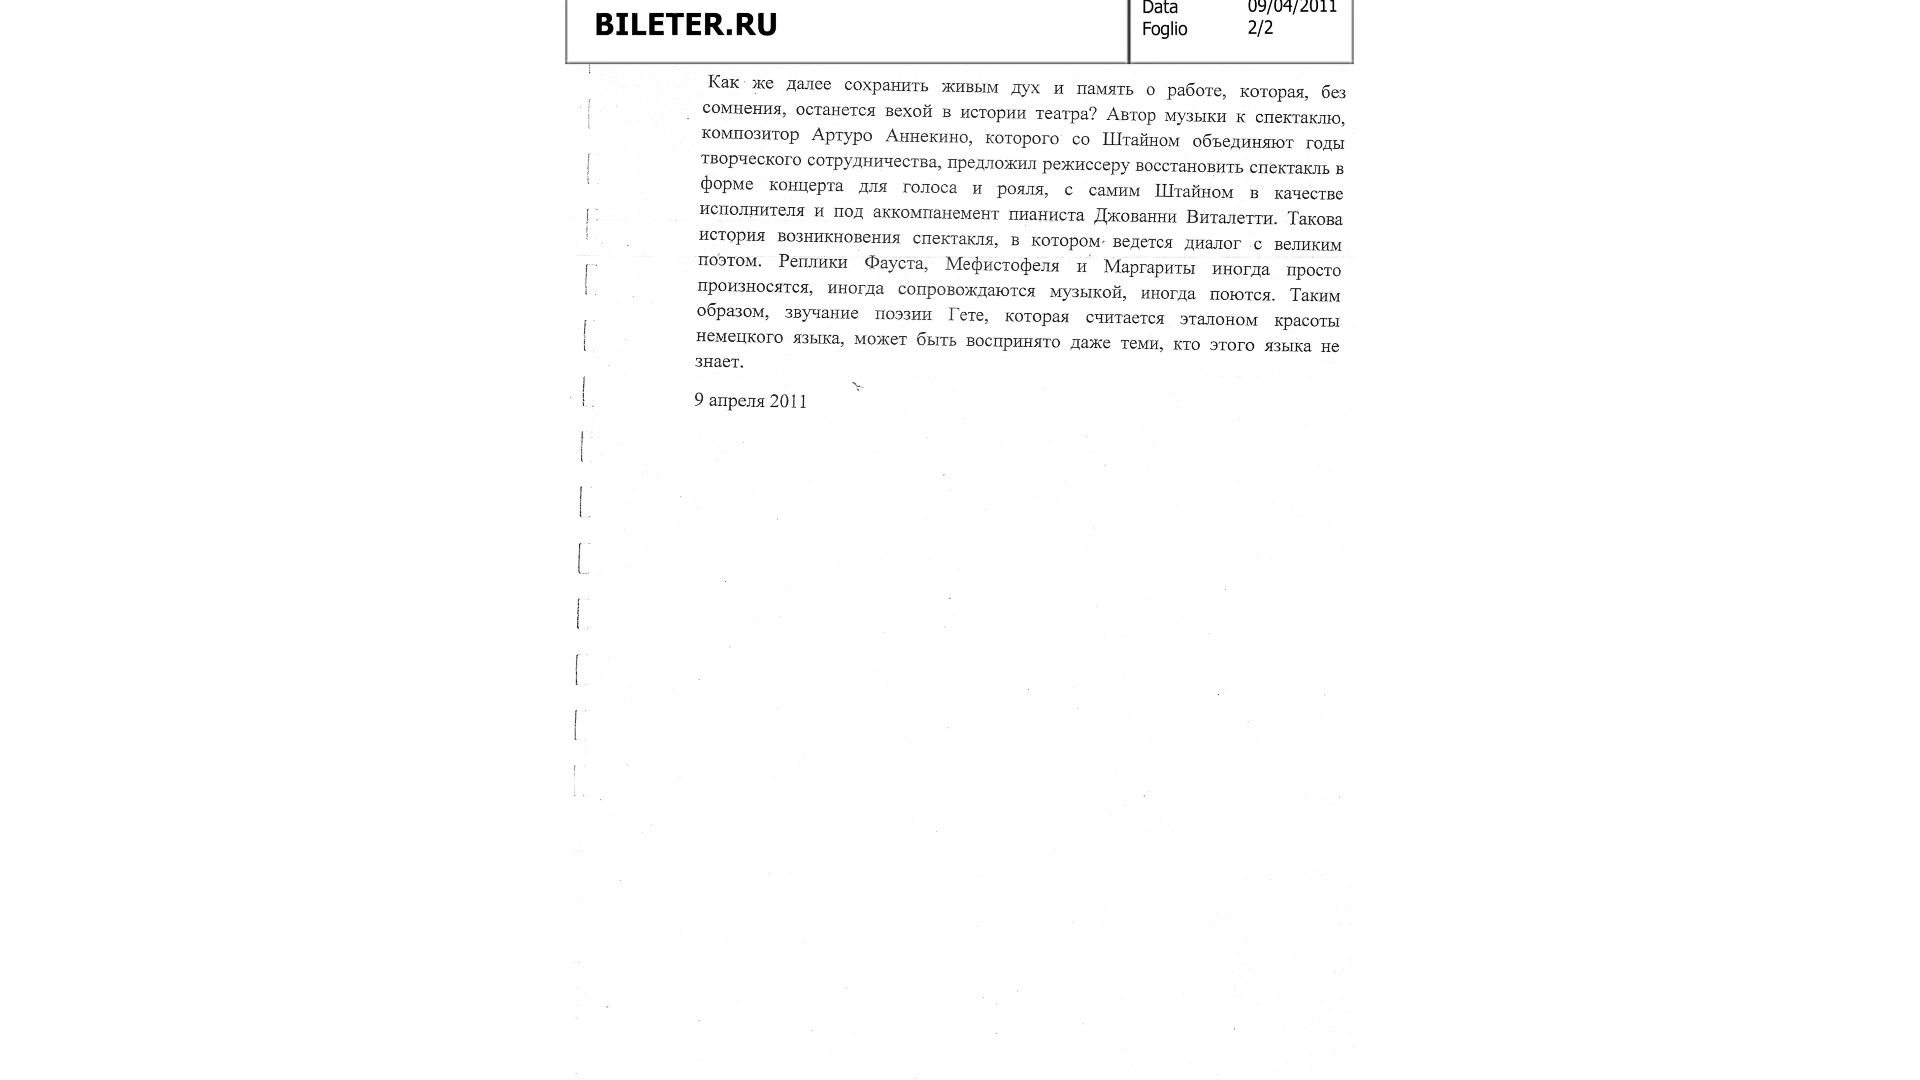 BILETER.RU
Data 09/04/2011
Foglio 2/2
Как же далее сохранить живым дух и память о работе, которая, без
сомнения, останется вехой в истории театра? Автор музыки к спектаклю,
композитор Артуро Аннекино, которого со Штайном объединяют годы
творческого сотрудничества, предложил режиссеру восстановить спектакль в
форме концерта для голоса и рояля, с самим Штайном в качестве
исполнителя и под аккомпанемент пианиста Джованни Виталетти. Такова
история возникновения спектакля, в котором ведется диалог с великим
поэтом. Реплики Фауста, Мефистофеля и Маргариты иногда просто
произносятся, иногда сопровождаются музыкой, иногда поются. Таким
образом, звучание поэзии Гете, которая считается эталоном красоты
немецкого языка, может быть воспринято даже теми, кто этого языка не
знает.
9 апреля 2011